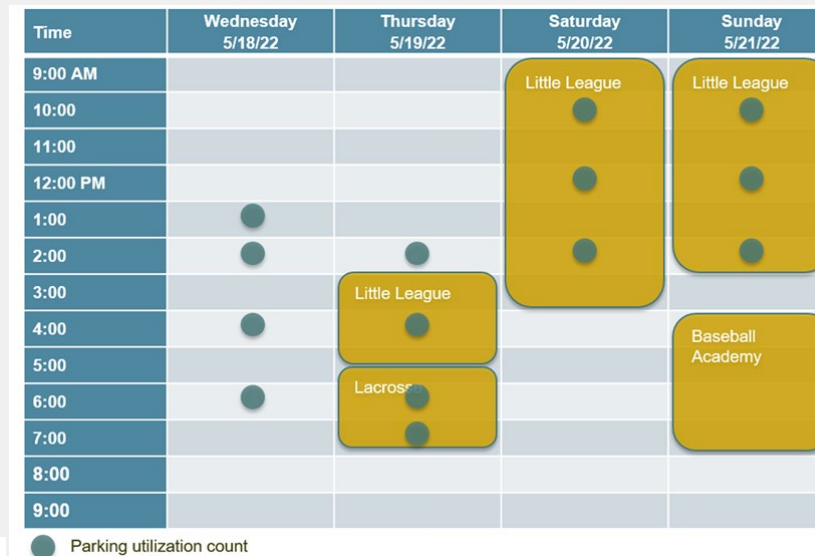 Time
Wednesday
5/18/22
Thursday
5/19/22
Saturday
5/20/22
Sunday
5/21/22
9:00 AM
Little League
Little League
10:00
11:00
12:00 PM
1:00
2:00
3:00
Little League
4:00
Baseball
Academy
5:00
Lacrosse
6:00
7:00
8:00
9:00
Parking utilization count